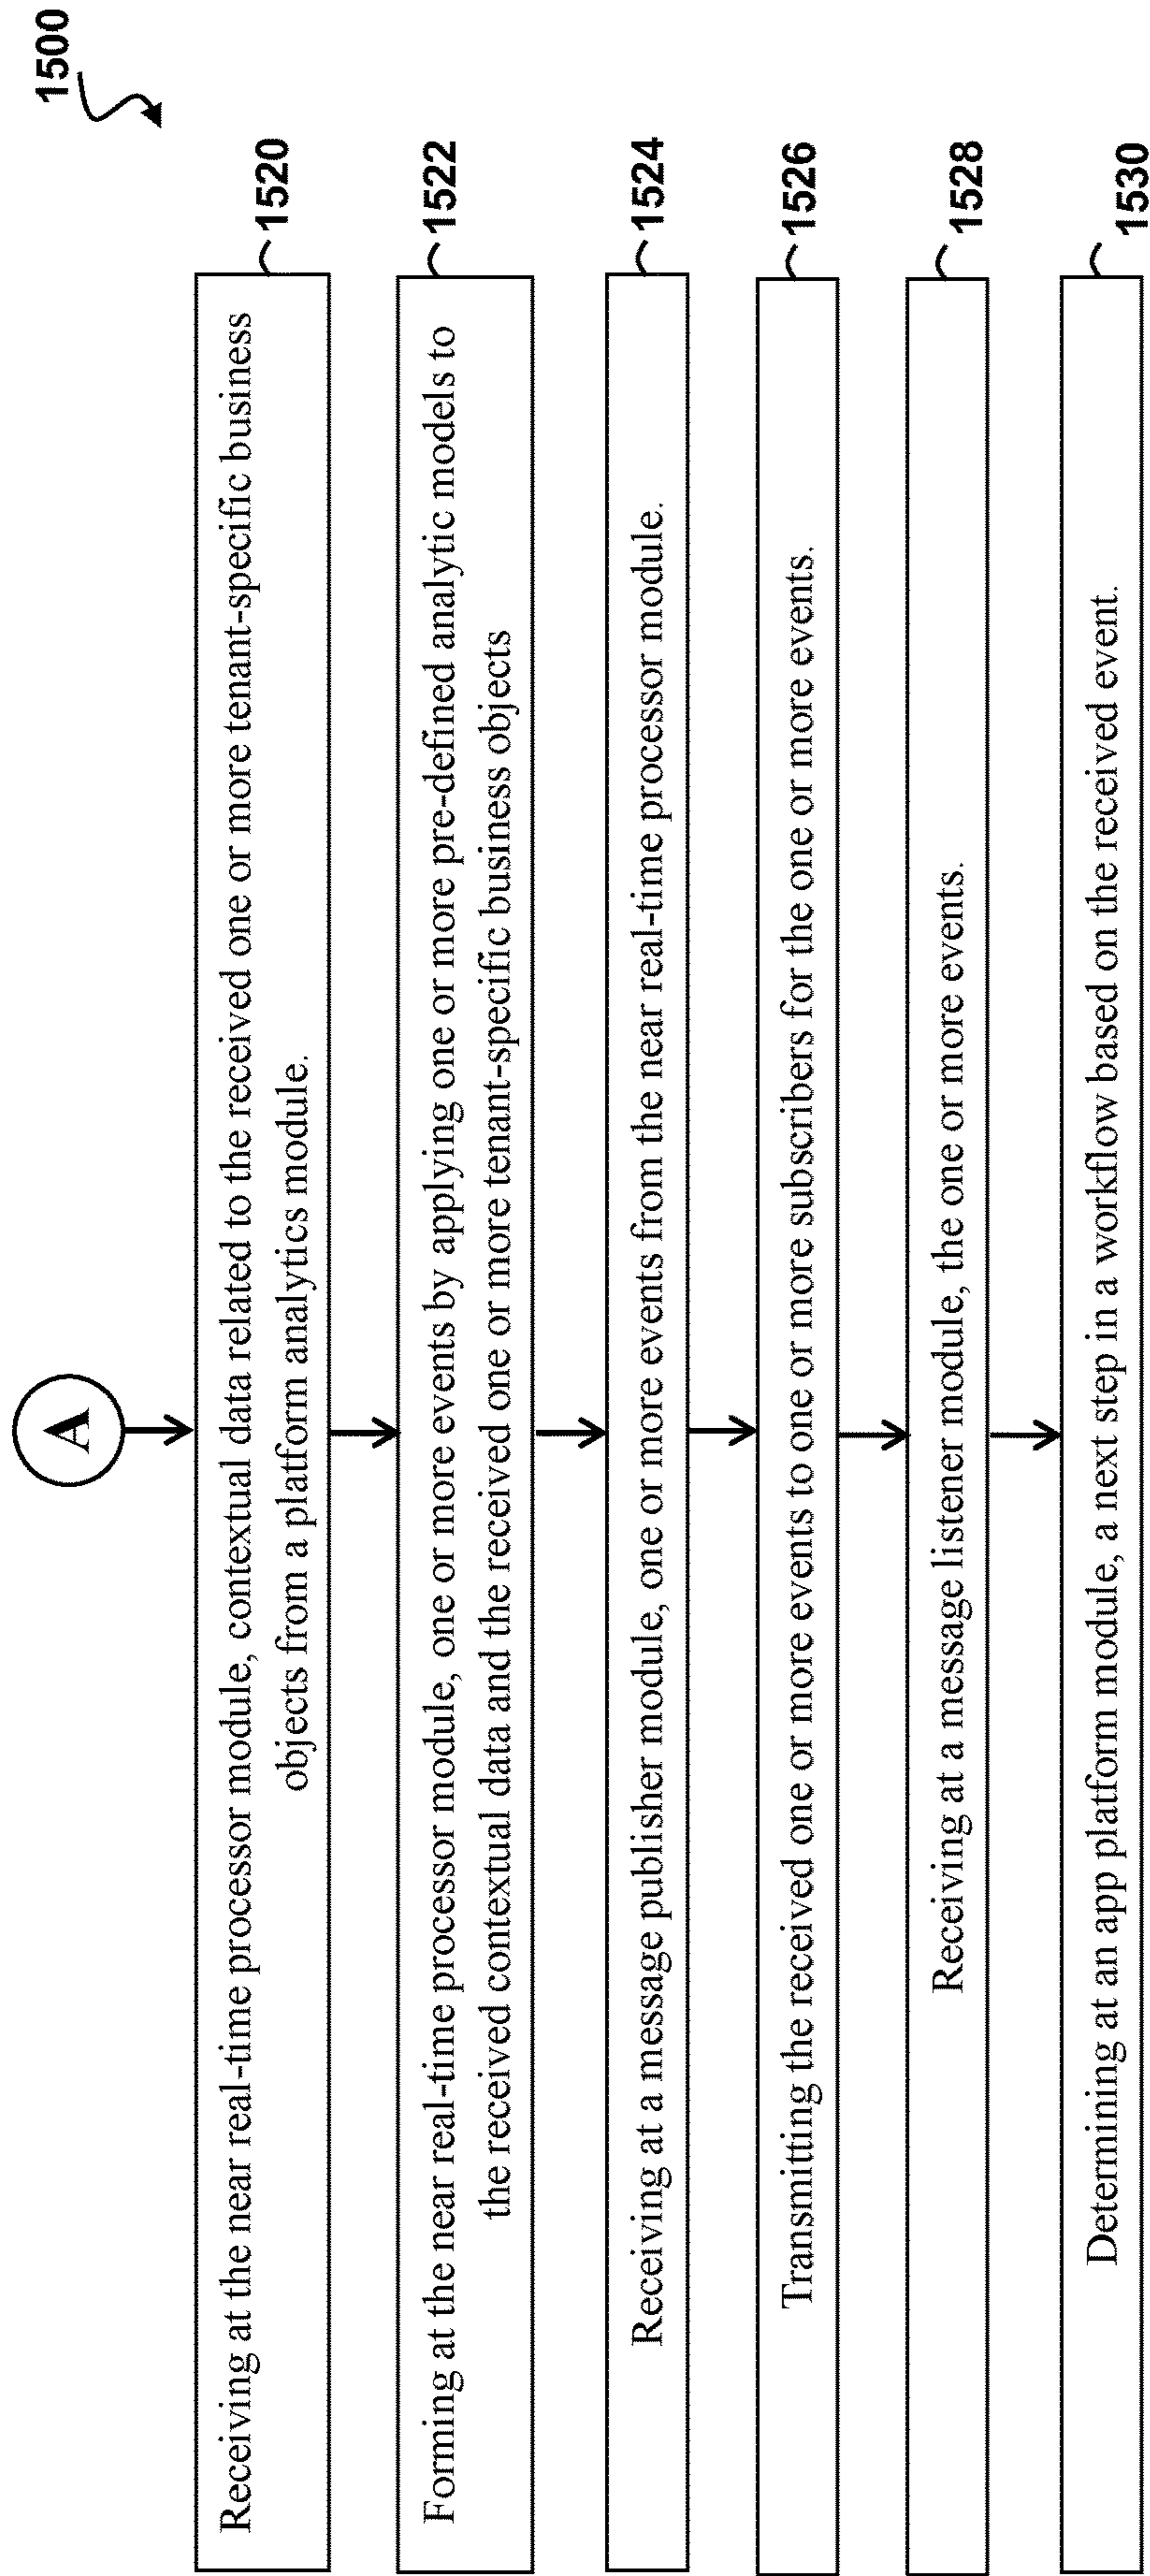 1500
A
Receiving at the near real-time processor module, contextual data related to the received one or more tenant-specific business
objects from a platform analytics module.
1520
Forming at the near real-time processor module, one or more events by applying one or more pre-defined analytic models to
the received contextual data and the received one or more tenant-specific business objects
1522
Receiving at a message publisher module, one or more events from the near real-time processor module.
1524
Transmitting the received one or more events to one or more subscribers for the one or more events.
1526
Receiving at a message listener module, the one or more events.
1528
Determining at an app platform module, a next step in a workflow based on the received event.
1530